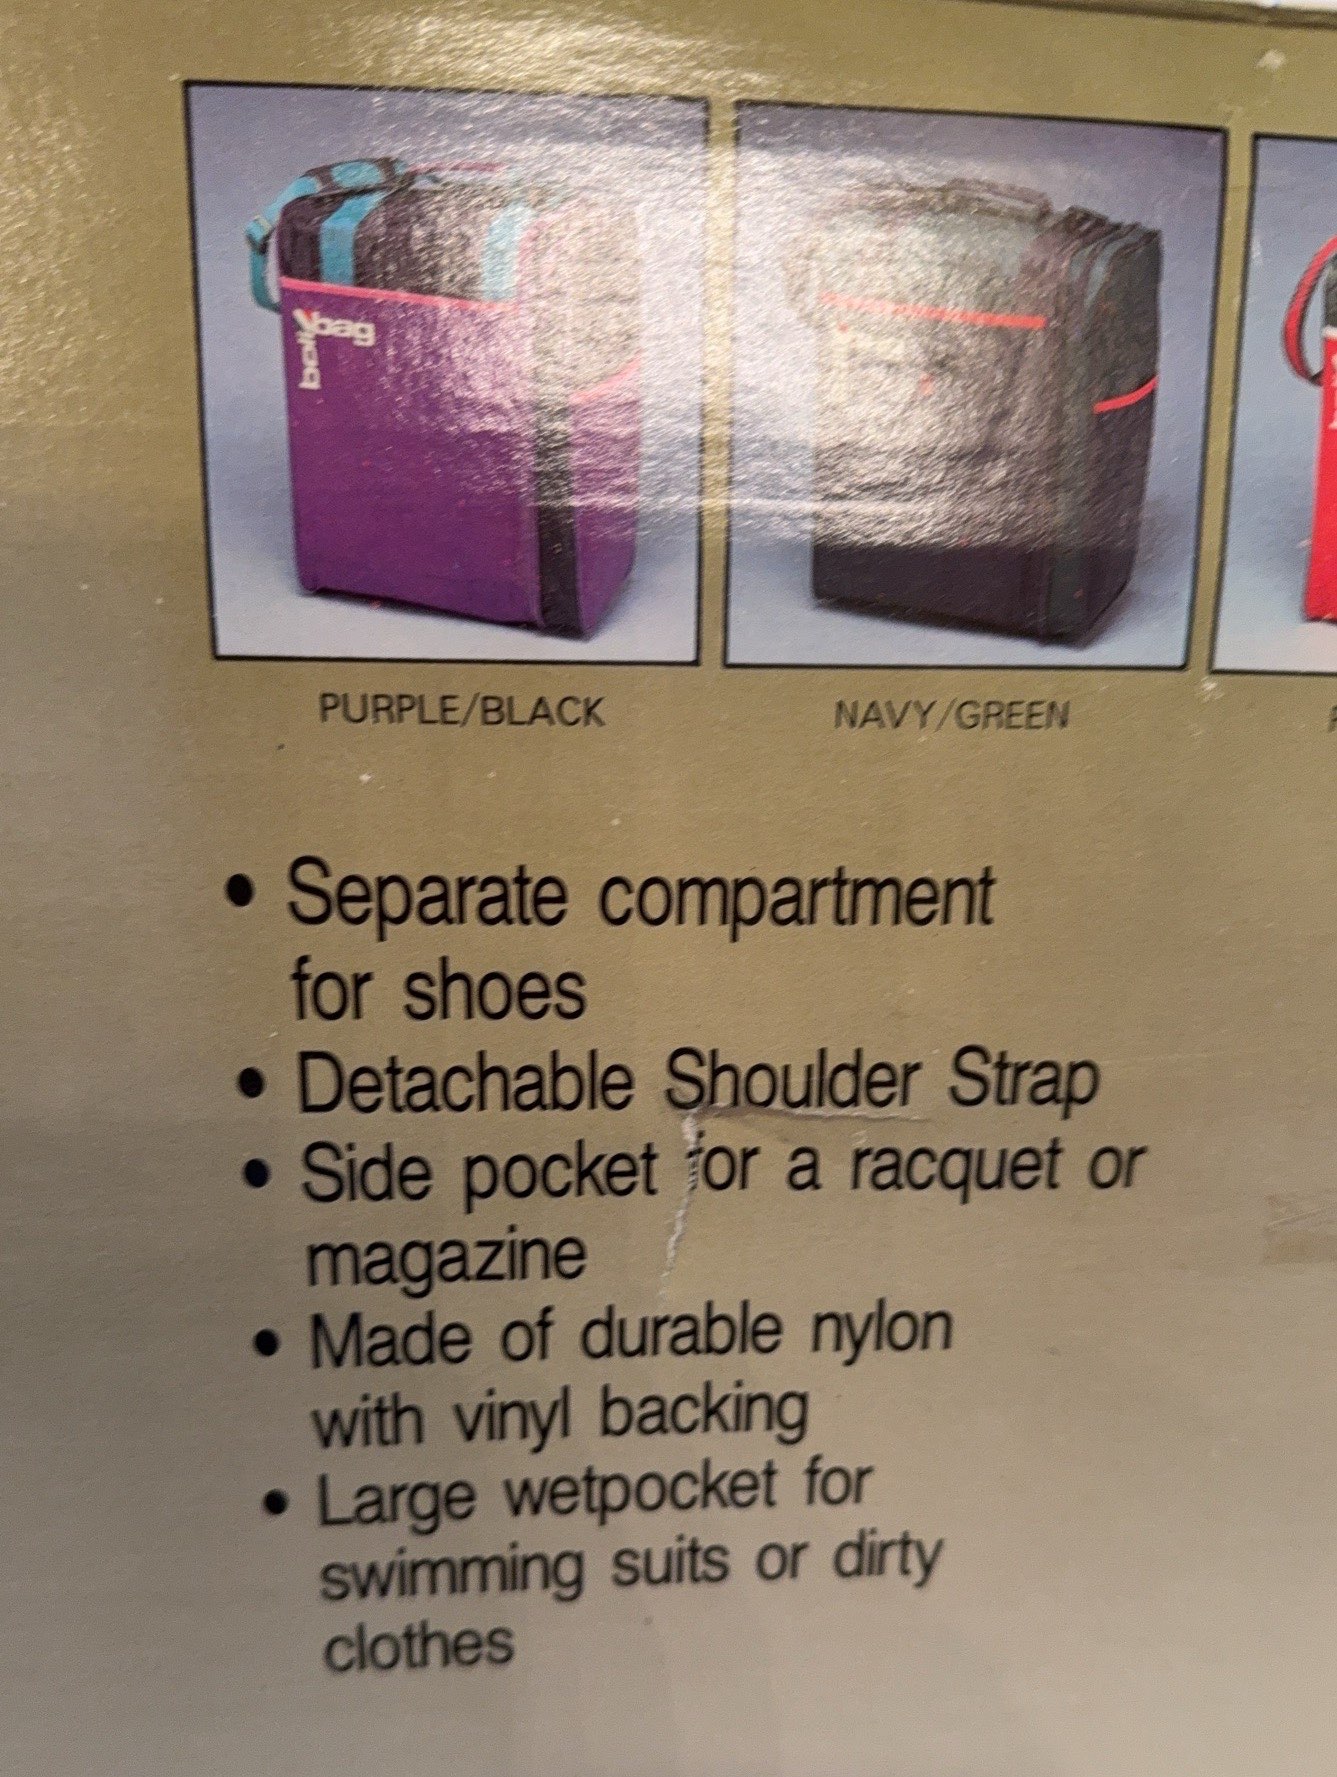 bag
PURPLE/BLACK
NAVY/GREEN
• Separate compartment
for shoes
• Detachable Shoulder Strap
• Side pocket for a racquet or
magazine
• Made of durable nylon
with vinyl backing
• Large wetpocket for
swimming suits or dirty
clothes